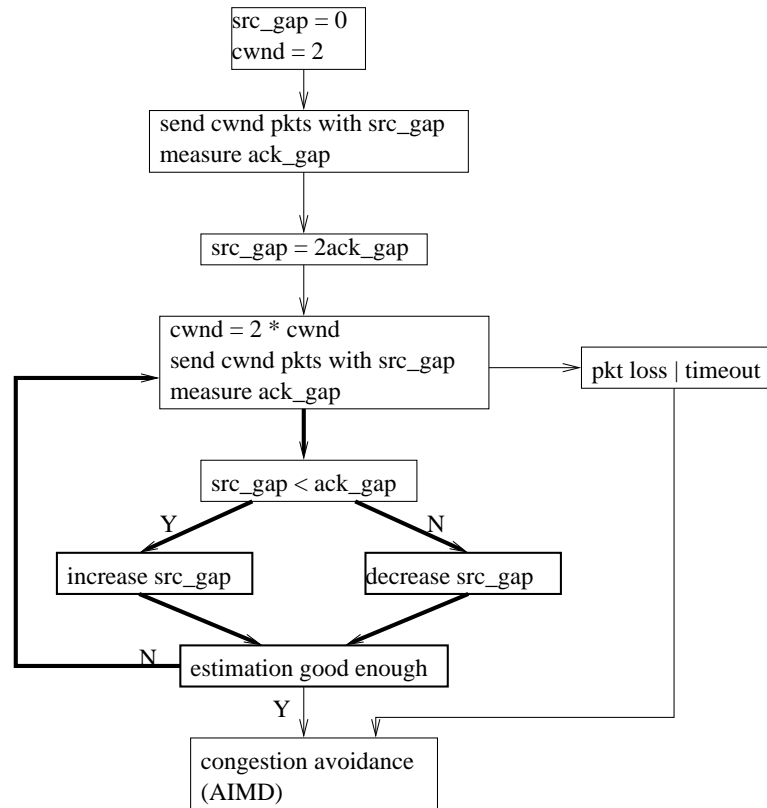 src_gap = 0
cwnd = 2
send cwnd pkts with src_gap
measure ack_gap
src_gap = 2ack_gap
cwnd = 2 * cwnd
send cwnd pkts with src_gap
measure ack_gap
pkt loss | timeout
src_gap < ack_gap
Y
N
increase src_gap
decrease src_gap
N
estimation good enough
Y
congestion avoidance
(AIMD)